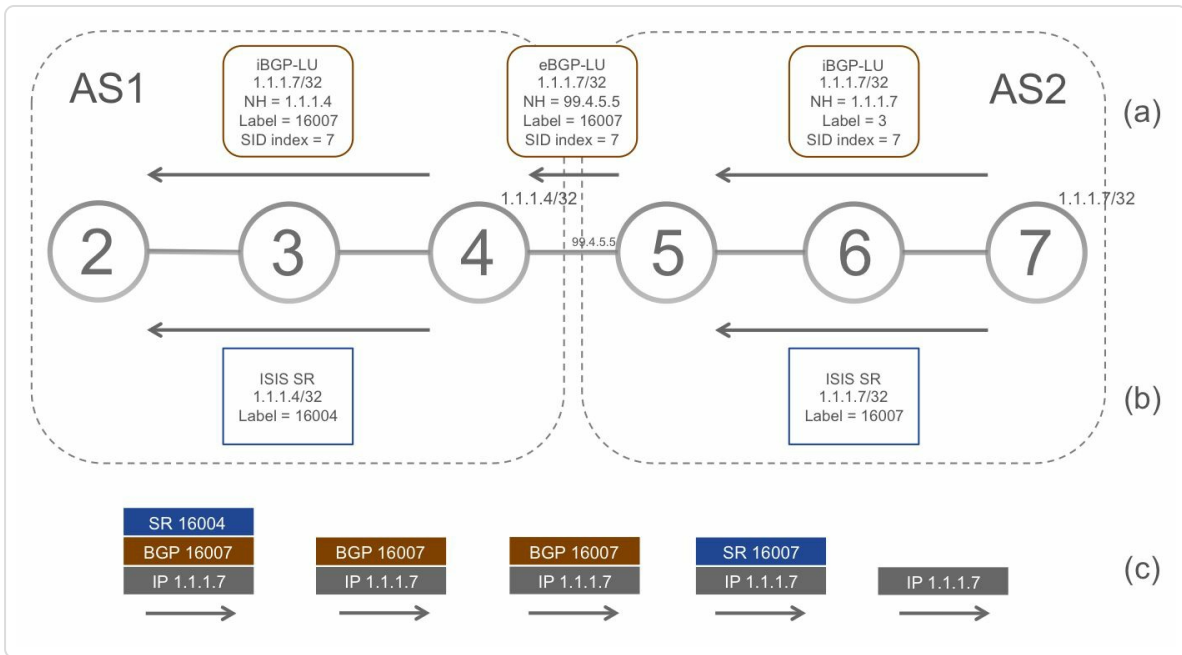 AS1
iBGP-LU
1.1.1.7/32
NH = 1.1.1.4
Label = 16007
SID index = 7
eBGP-LU
1.1.1.7/32
NH = 99.4.5.5
Label = 16007
SID index = 7
iBGP-LU
1.1.1.7/32
NH = 1.1.1.7
Label = 3
SID index = 7
AS2
(a)
1.1.1.4/32
1.1.1.7/32
2
3
4
99.4.5.5
5
6
7
ISIS SR
1.1.1.4/32
Label = 16004
ISIS SR
1.1.1.7/32
Label = 16007
(b)
SR 16004
BGP 16007
IP 1.1.1.7
BGP 16007
IP 1.1.1.7
BGP 16007
IP 1.1.1.7
SR 16007
IP 1.1.1.7
IP 1.1.1.7
(c)